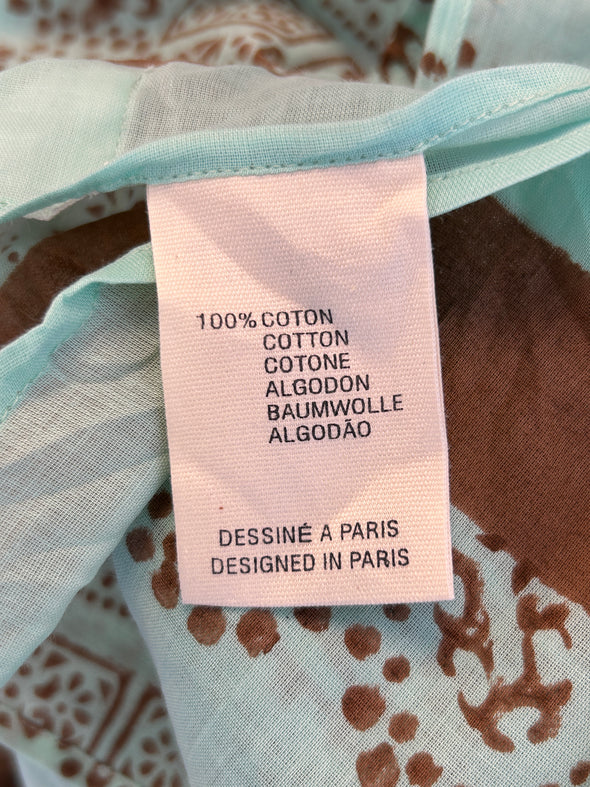 100% COTON
COTTON
COTONE
ALGODON
BAUMWOLLE
ALGODÃO
DESSINÉ A PARIS
DESIGNED IN PARIS